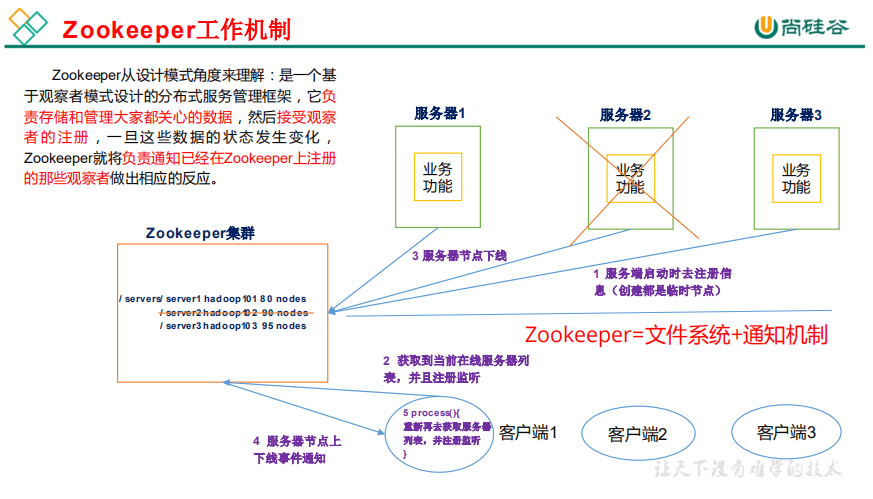 Zookeeper工作机制
尚硅谷
Zookeeper从设计模式角度来理解：是一个基
于观察者模式设计的分布式服务管理框架，它负
责存储和管理大家都关心的数据，然后接受观察
者的注册，一旦这些数据的状态发生变化，
Zookeeper就将负责通知已经在Zookeeper上注册
的那些观察者做出相应的反应。
服务器1
服务器2
服务器3
业务
功能
业务
功能
业务
功能
Zookeeper集群
3 服务器节点下线
1 服务端启动时去注册信
息（创建都是临时节点）
/ servers/ server1 hadoop101 80 nodes
/ server2 hadoop102 90 nodes
/ server3 hadoop103 95 nodes
Zookeeper=文件系统+通知机制
2 获取到当前在线服务器列
表，并且注册监听
5 process(){
重新再去获取服务器
列表，并注册监听
}
客户端1
客户端2
客户端3
4 服务器节点上
下线事件通知
让天下没有难学的技术